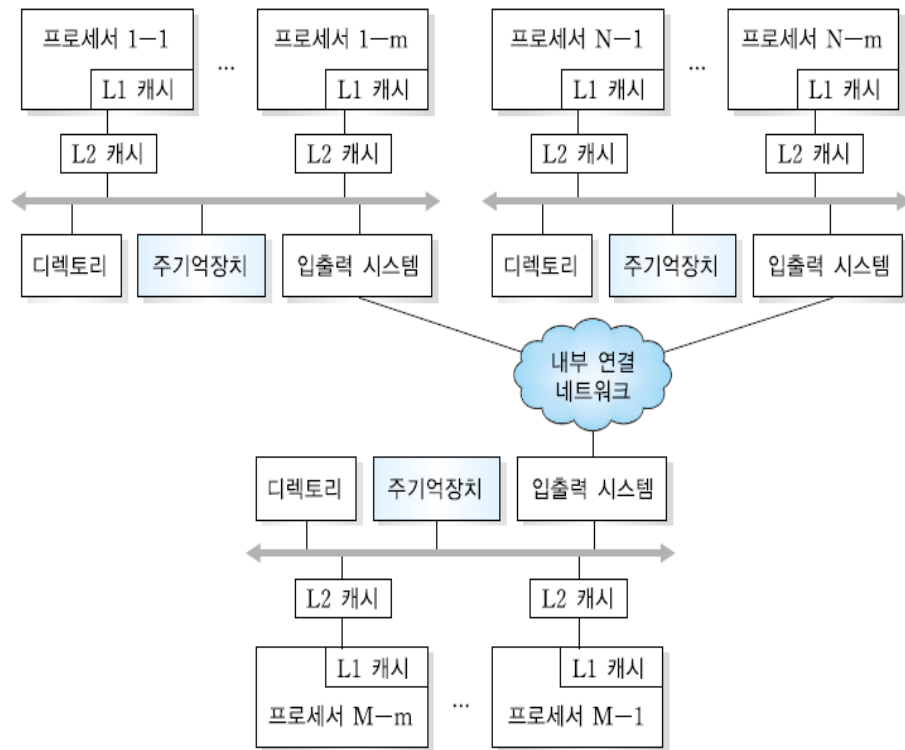 프로세서 1-1
L1 캐시
...
프로세서 1-m
L1 캐시
프로세서 N-1
L1 캐시
...
프로세서 N-m
L1 캐시
L2 캐시
L2 캐시
L2 캐시
L2 캐시
디렉토리
주기억장치
입출력 시스템
디렉토리
주기억장치
입출력 시스템
내부 연결
네트워크
디렉토리
주기억장치
입출력 시스템
L2 캐시
L2 캐시
L1 캐시
프로세서 M-m
...
L1 캐시
프로세서 M-1